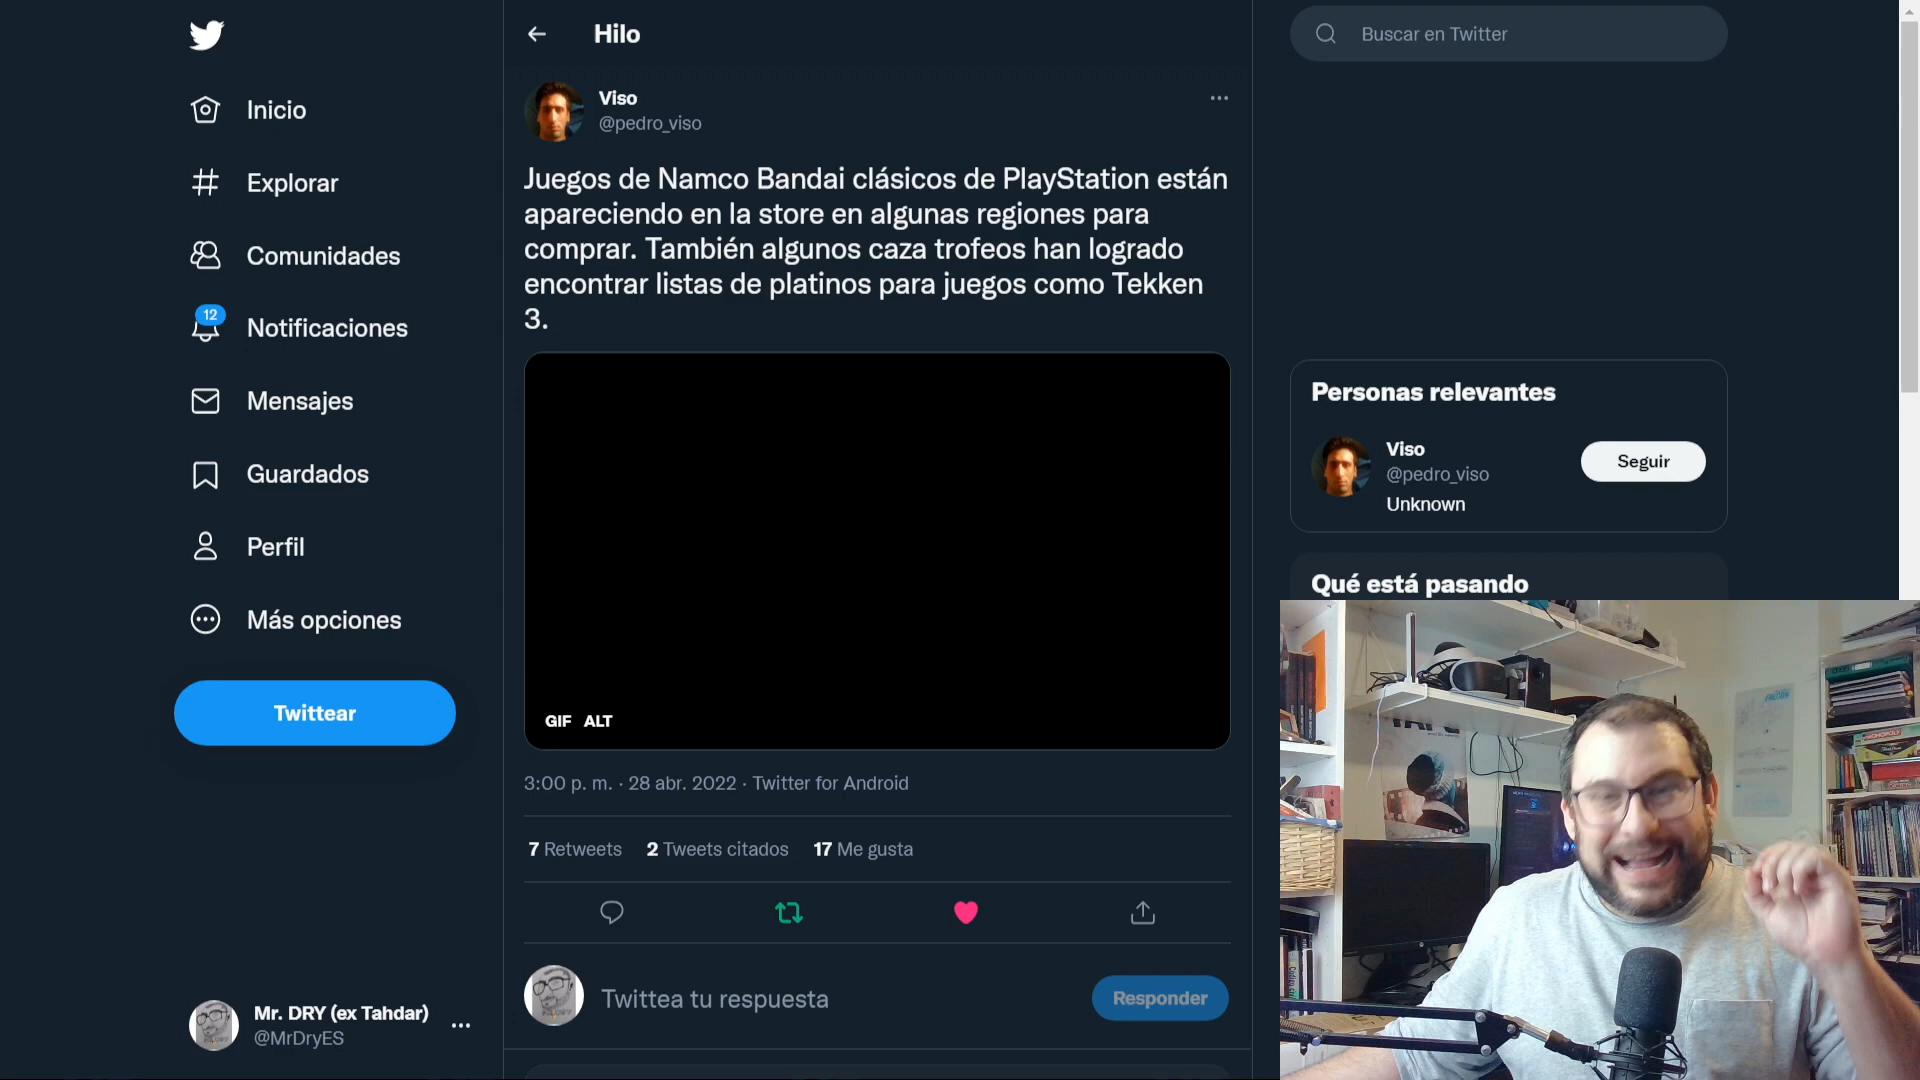 Hilo
Buscar en Twitter
Inicio
Explorar
Comunidades
12
Notificaciones
Mensajes
Guardados
Perfil
Más opciones
Twittear
Mr. DRY (ex Tahdar)
@MrDryES
Viso
@pedro_viso
Juegos de Namco Bandai clásicos de PlayStation están
apareciendo en la store en algunas regiones para
comprar. También algunos caza trofeos han logrado
encontrar listas de platinos para juegos como Tekken
3.
GIF ALT
3:00 p. m. · 28 abr. 2022 · Twitter for Android
7 Retweets 2 Tweets citados 17 Me gusta
Twittea tu respuesta
Responder
Personas relevantes
Viso
@pedro_viso
Unknown
Seguir
Qué está pasando
MONOPOLY